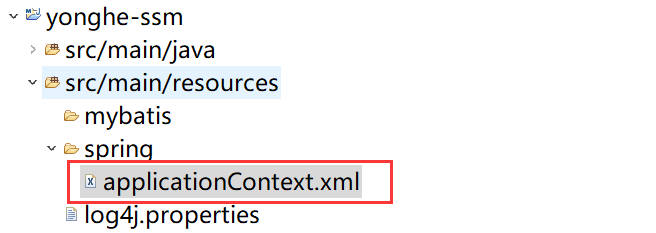 yonghe-ssm
src/main/java
src/main/resources
mybatis
spring
applicationContext.xml
log4j.properties